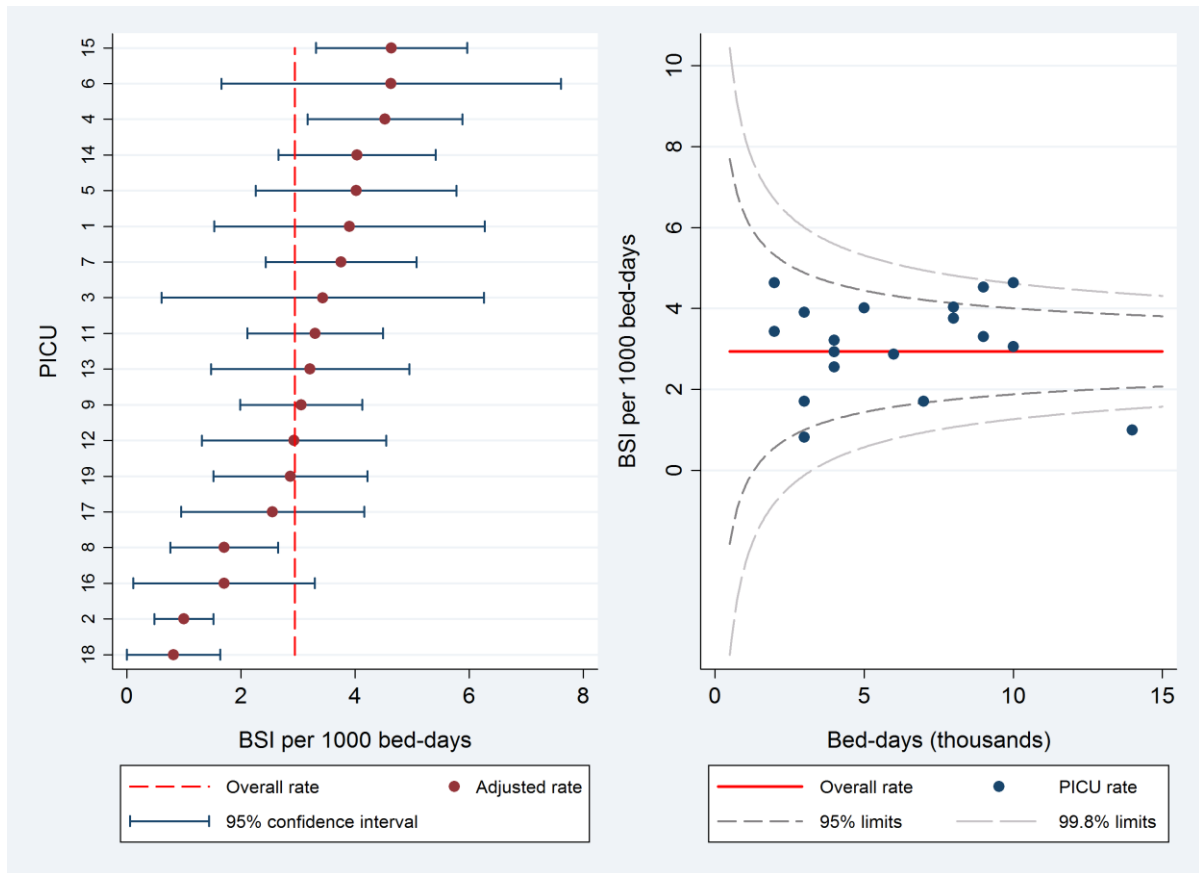 PICU
15
6
4
14
5
1
7
3
11
13
9
12
19
17
8
16
2
18
0 2 4 6 8
BSI per 1000 bed-days
Overall rate Adjusted rate
95% confidence interval
BSI per 1000 bed-days
10
8
6
4
2
0
0 5 10 15
Bed-days (thousands)
Overall rate PICU rate
95% limits 99.8% limits